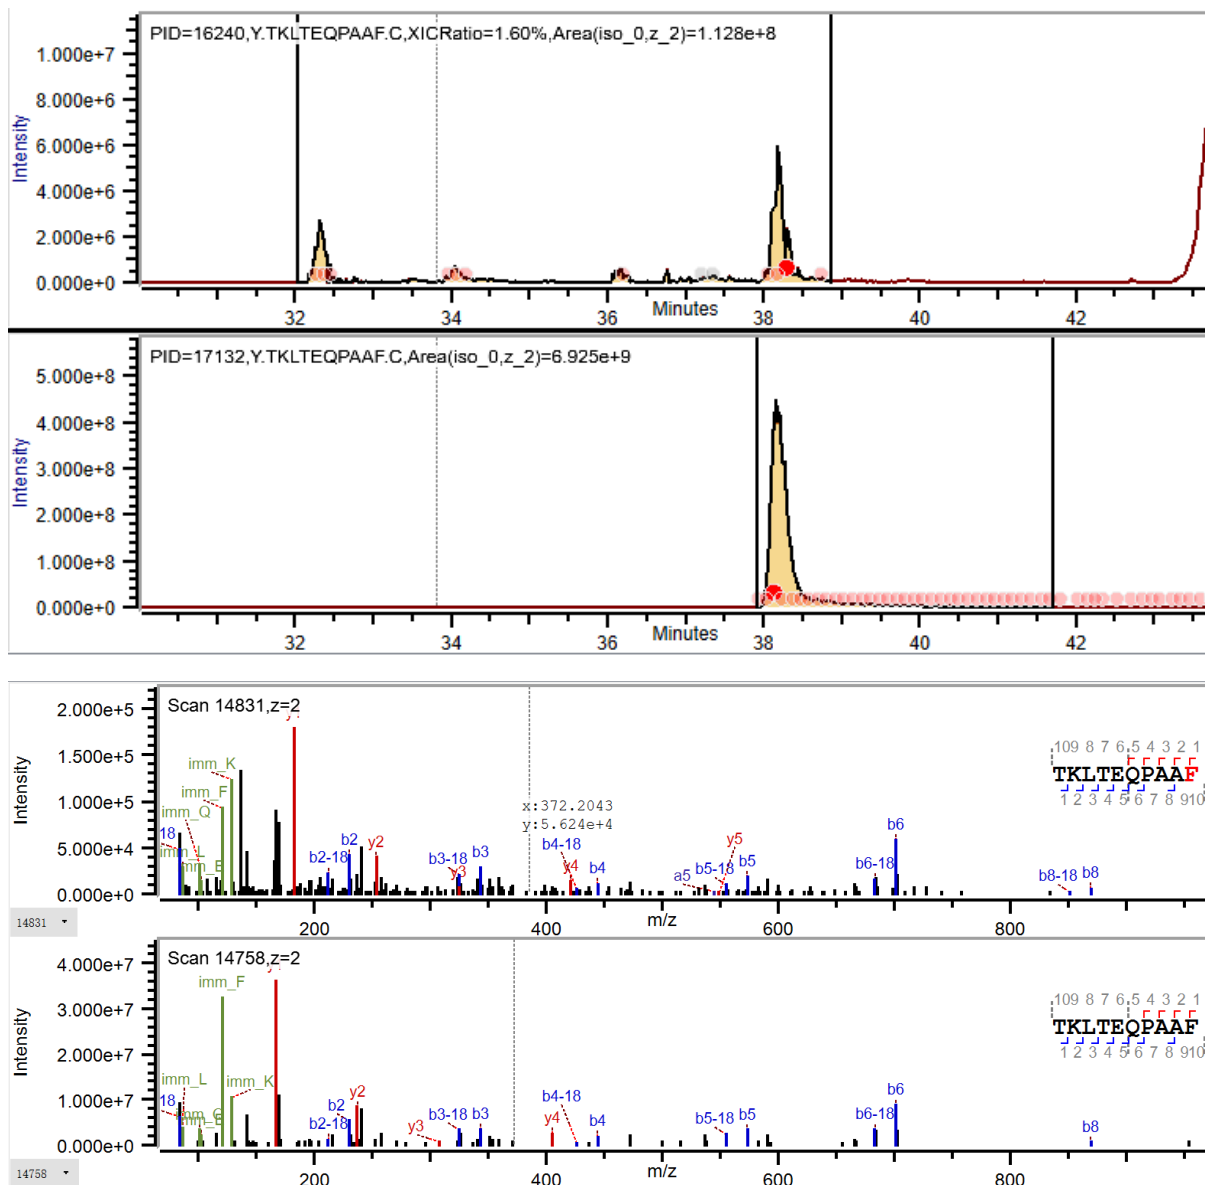 PID=16240,Y.TKLTEQPAAF.C,XICRatio=1.60%,Area(iso_0,z_2)=1.128e+8
Intensity
1.000e+7
8.000e+6
6.000e+6
4.000e+6
2.000e+6
0.000e+0
32 34 36 38 40 42
Minutes
PID=17132,Y.TKLTEQPAAF.C,Area(iso_0,z_2)=6.925e+9
Intensity
5.000e+8
4.000e+8
3.000e+8
2.000e+8
1.000e+8
0.000e+0
32 34 36 38 40 42
Minutes
Scan 14831,z=2
Intensity
2.000e+5
1.500e+5
1.000e+5
5.000e+4
0.000e+0
imm_K
imm_F
imm_Q
18
imm_L
imm_E
b2-18
b2
y2
b3-18
y3
b3
x:372.2043
y:5.624e+4
b4-18
y4
b4
a5
b5-18
y5
b5
b6-18
b6
b8-18
b8
109 8 7 6 5 4 3 2 1
TKLTEQPAAF
1 2 3 4 5 6 7 8 910
200 400 600 800
m/z
14831
Scan 14758,z=2
Intensity
4.000e+7
3.000e+7
2.000e+7
1.000e+7
0.000e+0
imm_F
imm_L
18
imm_K
b2-18
b2
y2
y3
b3-18
b3
b4-18
y4
b4
b5-18
b5
b6-18
b6
b8
109 8 7 6 5 4 3 2 1
TKLTEQPAAF
1 2 3 4 5 6 7 8 910
200 400 600 800
m/z
14758